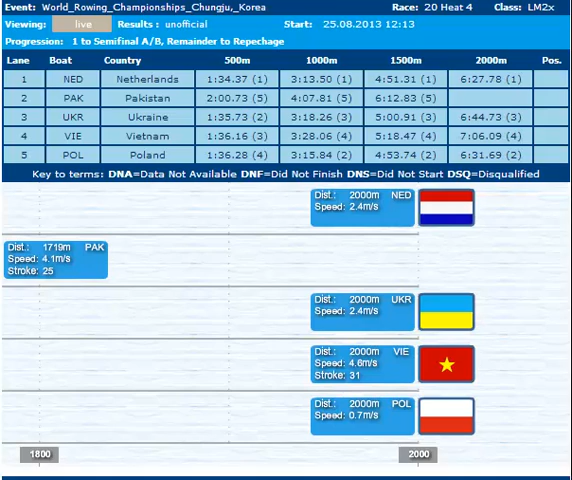 Event: World_Rowing_Championships_Chungju_Korea Race: 20 Heat 4 Class: LM2x
Viewing: live Results : unofficial Start: 25.08.2013 12:13
Progression: 1 to Semifinal A/B, Remainder to Repechage
Lane Boat Country 500m 1000m 1500m 2000m Pos.
1 NED Netherlands 1:34.37 (1) 3:13.50 (1) 4:51.31 (1) 6:27.78 (1)
2 PAK Pakistan 2:00.73 (5) 4:07.81 (5) 6:12.83 (5)
3 UKR Ukraine 1:35.73 (2) 3:18.26 (3) 5:00.91 (3) 6:44.73 (3)
4 VIE Vietnam 1:36.16 (3) 3:28.06 (4) 5:18.47 (4) 7:06.09 (4)
5 POL Poland 1:36.28 (4) 3:15.84 (2) 4:53.74 (2) 6:31.69 (2)
Key to terms: DNA=Data Not Available DNF=Did Not Finish DNS=Did Not Start DSQ=Disqualified
Dist.: 2000m NED
Speed: 2.4m/s
Dist.: 1719m PAK
Speed: 4.1m/s
Stroke: 25
Dist.: 2000m UKR
Speed: 2.4m/s
Dist.: 2000m VIE
Speed: 4.6m/s
Stroke: 31
Dist.: 2000m POL
Speed: 0.7m/s
1800 2000